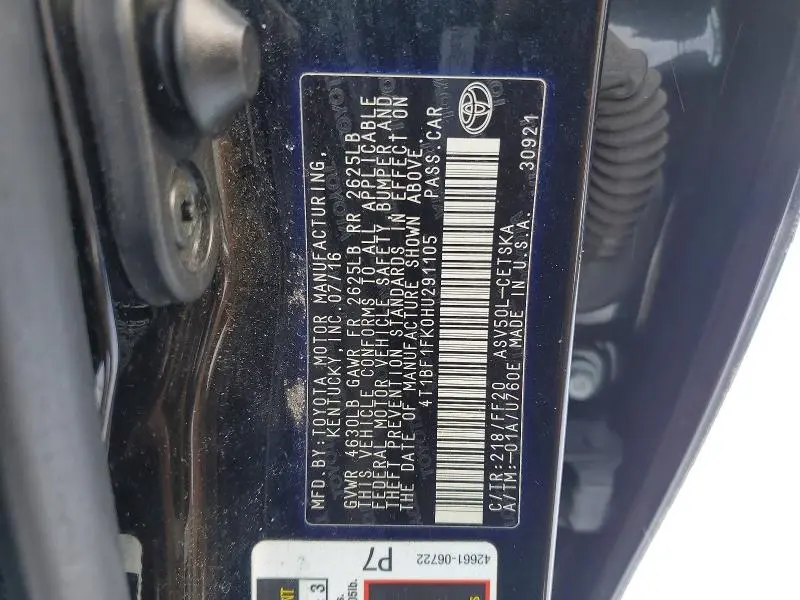 MFD. BY: TOYOTA MOTOR MANUFACTURING,
KENTUCKY, INC. 07/16
GVWR 4630LB GAWR FR 2625LB RR 2625LB
THIS VEHICLE CONFORMS TO ALL APPLICABLE
FEDERAL MOTOR VEHICLE SAFETY, BUMPER, AND
THEFT PREVENTION STANDARDS IN EFFECT ON
THE DATE OF MANUFACTURE SHOWN ABOVE.
4T1BF1FK0HU291105 PASS. CAR
C/TR: 218/FF20 ASV50L-CETSKA
A/TM: -01A/U760E MADE IN U.S.A. 30921
42661-06722
P7
3